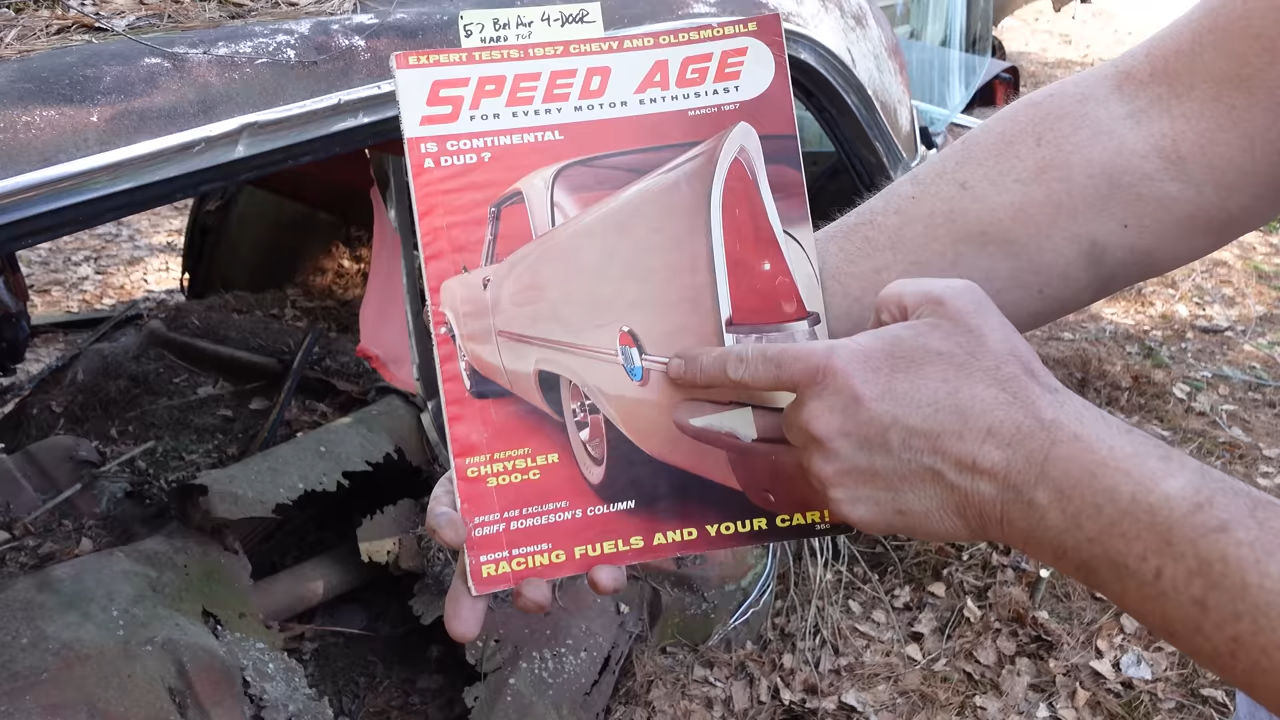 '57 Bel Air 4-DOOR
HARD TOP
EXPERT TESTS: 1957 CHEVY AND OLDSMOBILE
SPEED AGE
FOR EVERY MOTOR ENTHUSIAST
MARCH 1957
IS CONTINENTAL
A DUD?
FIRST REPORT:
CHRYSLER
300-C
SPEED AGE EXCLUSIVE:
GRIFF BORGESON'S COLUMN
BOOK BONUS:
RACING FUELS AND YOUR CAR!
35¢